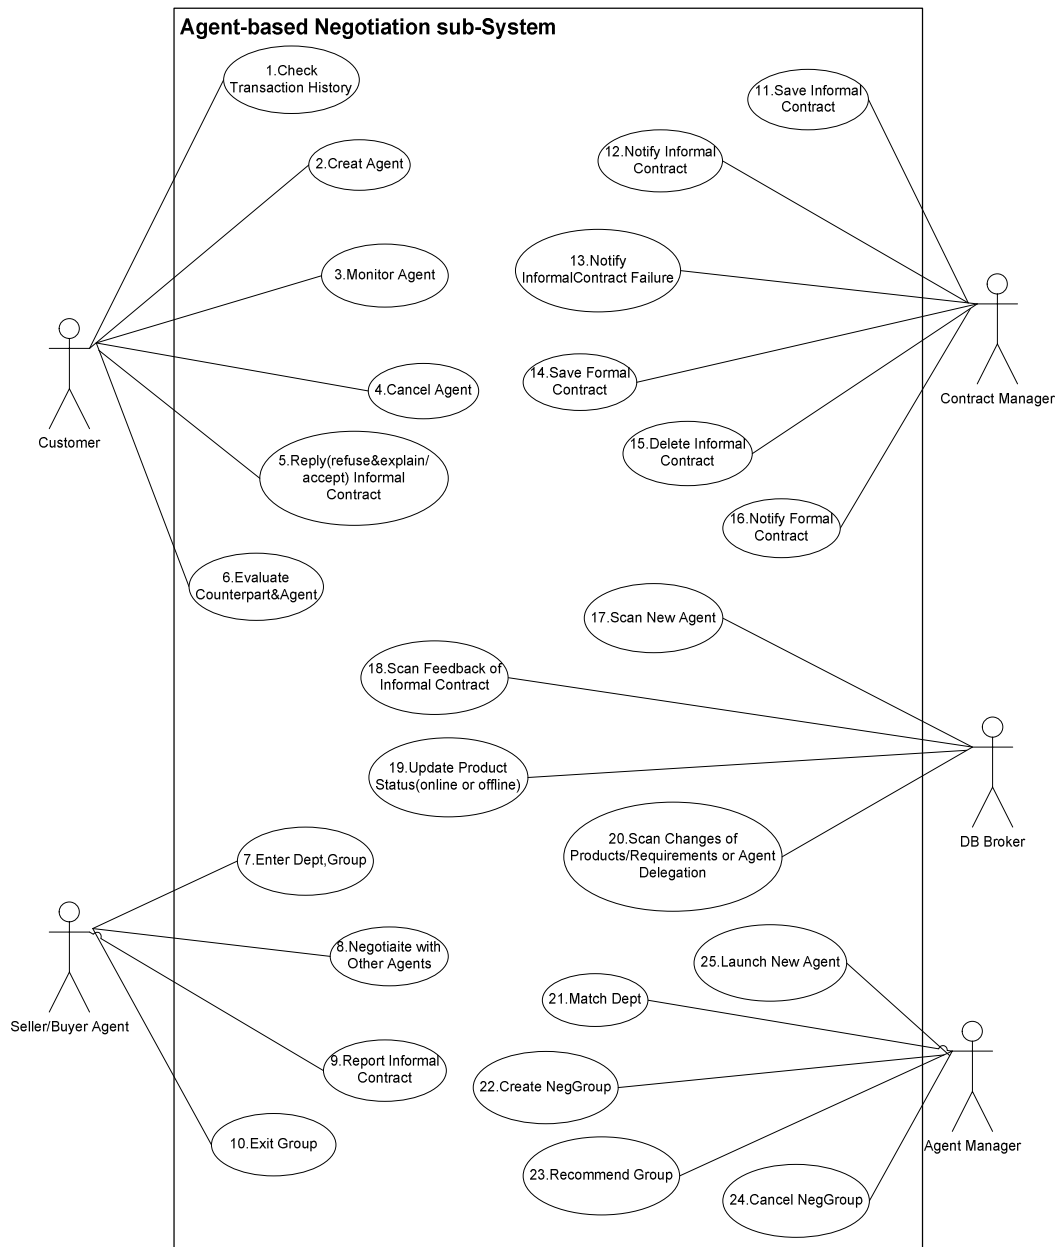 Agent-based Negotiation sub-System
1.Check
Transaction History
2.Creat Agent
3.Monitor Agent
4.Cancel Agent
5.Reply(refuse&explain/
accept) Informal
Contract
6.Evaluate
Counterpart&Agent
Customer
7.Enter Dept,Group
8.Negotiaite with
Other Agents
9.Report Informal
Contract
10.Exit Group
Seller/Buyer Agent
11.Save Informal
Contract
12.Notify Informal
Contract
13.Notify
InformalContract Failure
14.Save Formal
Contract
15.Delete Informal
Contract
16.Notify Formal
Contract
Contract Manager
17.Scan New Agent
18.Scan Feedback of
Informal Contract
19.Update Product
Status(online or offline)
20.Scan Changes of
Products/Requirements or Agent
Delegation
DB Broker
25.Launch New Agent
21.Match Dept
22.Create NegGroup
23.Recommend Group
24.Cancel NegGroup
Agent Manager